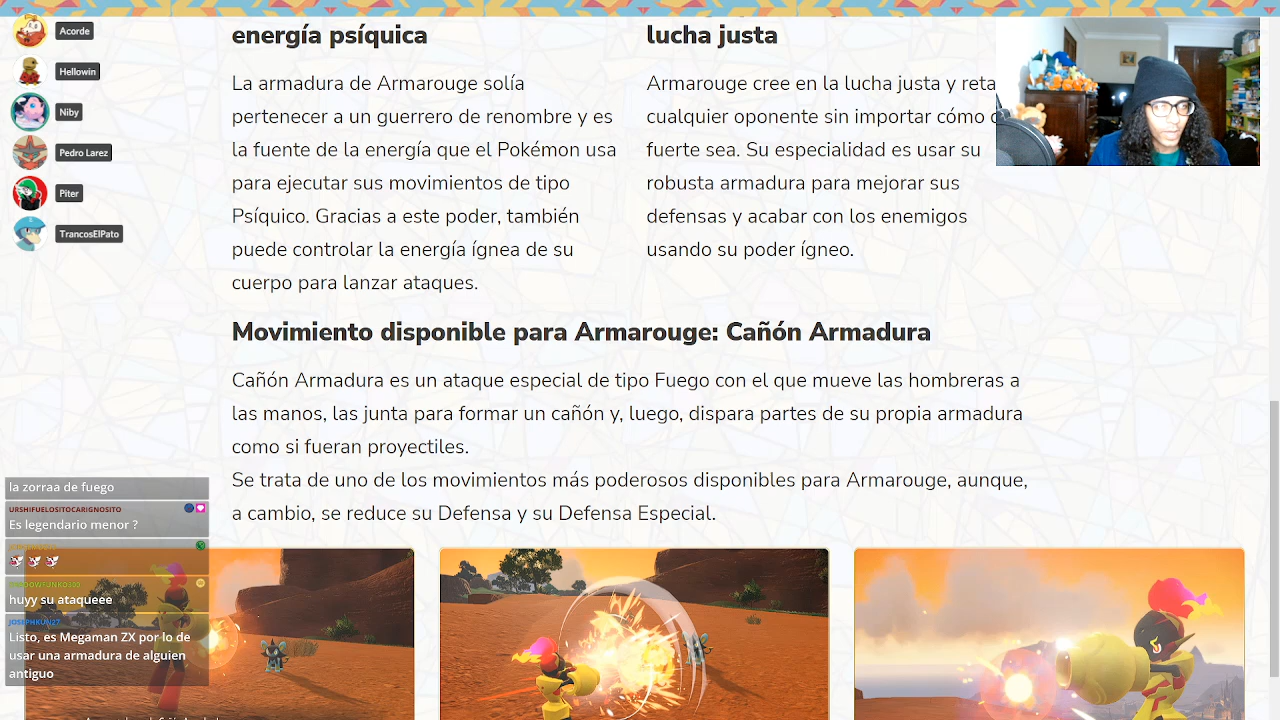 Acorde
Hellowin
Niby
Pedro Larez
Piter
TrancosElPato
energía psíquica
La armadura de Armarouge solía
pertenecer a un guerrero de renombre y es
la fuente de la energía que el Pokémon usa
para ejecutar sus movimientos de tipo
Psíquico. Gracias a este poder, también
puede controlar la energía ígnea de su
cuerpo para lanzar ataques.
lucha justa
Armarouge cree en la lucha justa y reta
cualquier oponente sin importar cómo
fuerte sea. Su especialidad es usar su
robusta armadura para mejorar sus
defensas y acabar con los enemigos
usando su poder ígneo.
Movimiento disponible para Armarouge: Cañón Armadura
Cañón Armadura es un ataque especial de tipo Fuego con el que mueve las hombreras a
las manos, las junta para formar un cañón y, luego, dispara partes de su propia armadura
como si fueran proyectiles.
Se trata de uno de los movimientos más poderosos disponibles para Armarouge, aunque,
a cambio, se reduce su Defensa y su Defensa Especial.
la zorraa de fuego
URSHIFUELOSITOCARIGNOSITO
Es legendario menor ?
huyy su ataqueee
JOSEPHKUN27
Listo, es Megaman ZX por lo de
usar una armadura de alguien
antiguo